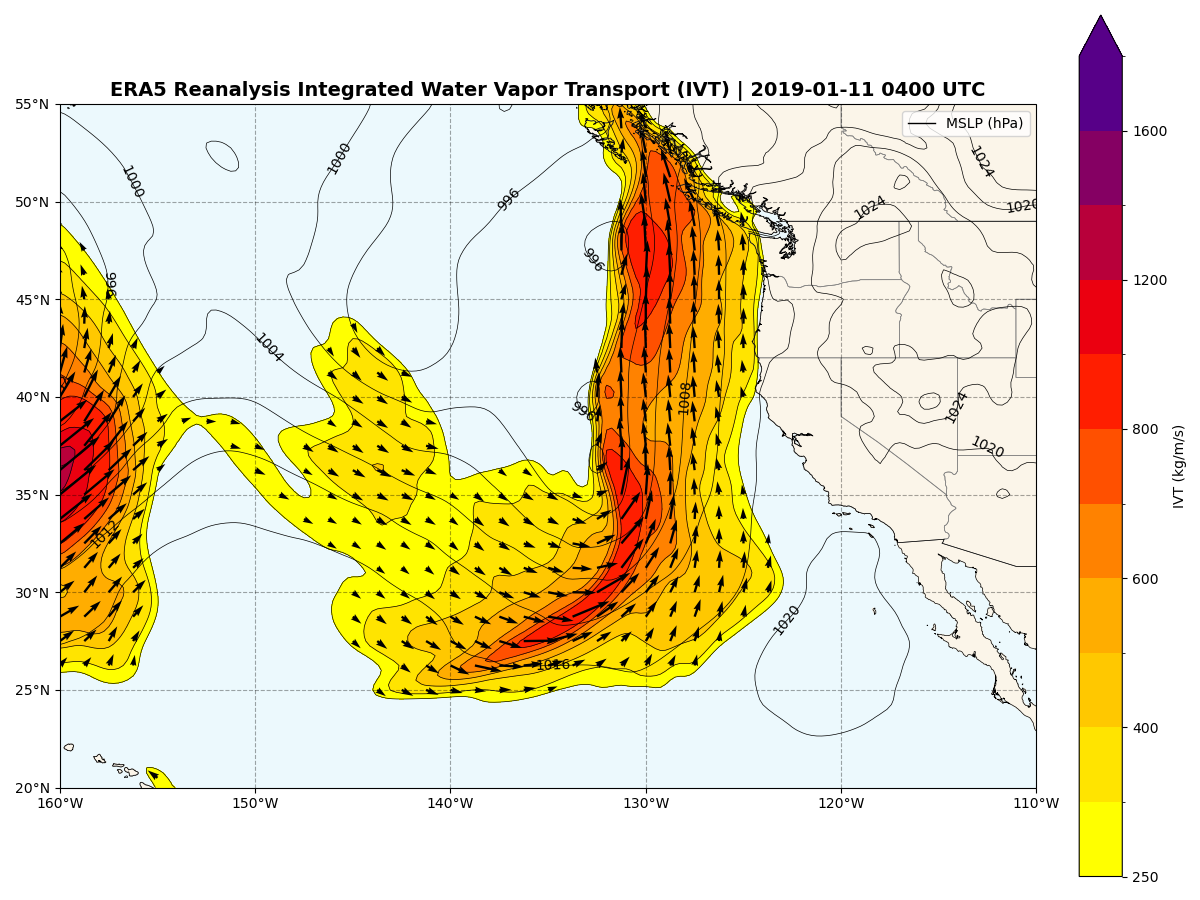 ERA5 Reanalysis Integrated Water Vapor Transport (IVT) | 2019-01-11 0400 UTC
MSLP (hPa)
55°N
50°N
45°N
40°N
35°N
30°N
25°N
20°N
160°W
150°W
140°W
130°W
120°W
110°W
1000
1000
996
996
996
996
1004
1008
1012
1016
1020
1020
1020
1024
1024
1024
1600
1200
800
600
400
250
IVT (kg/m/s)